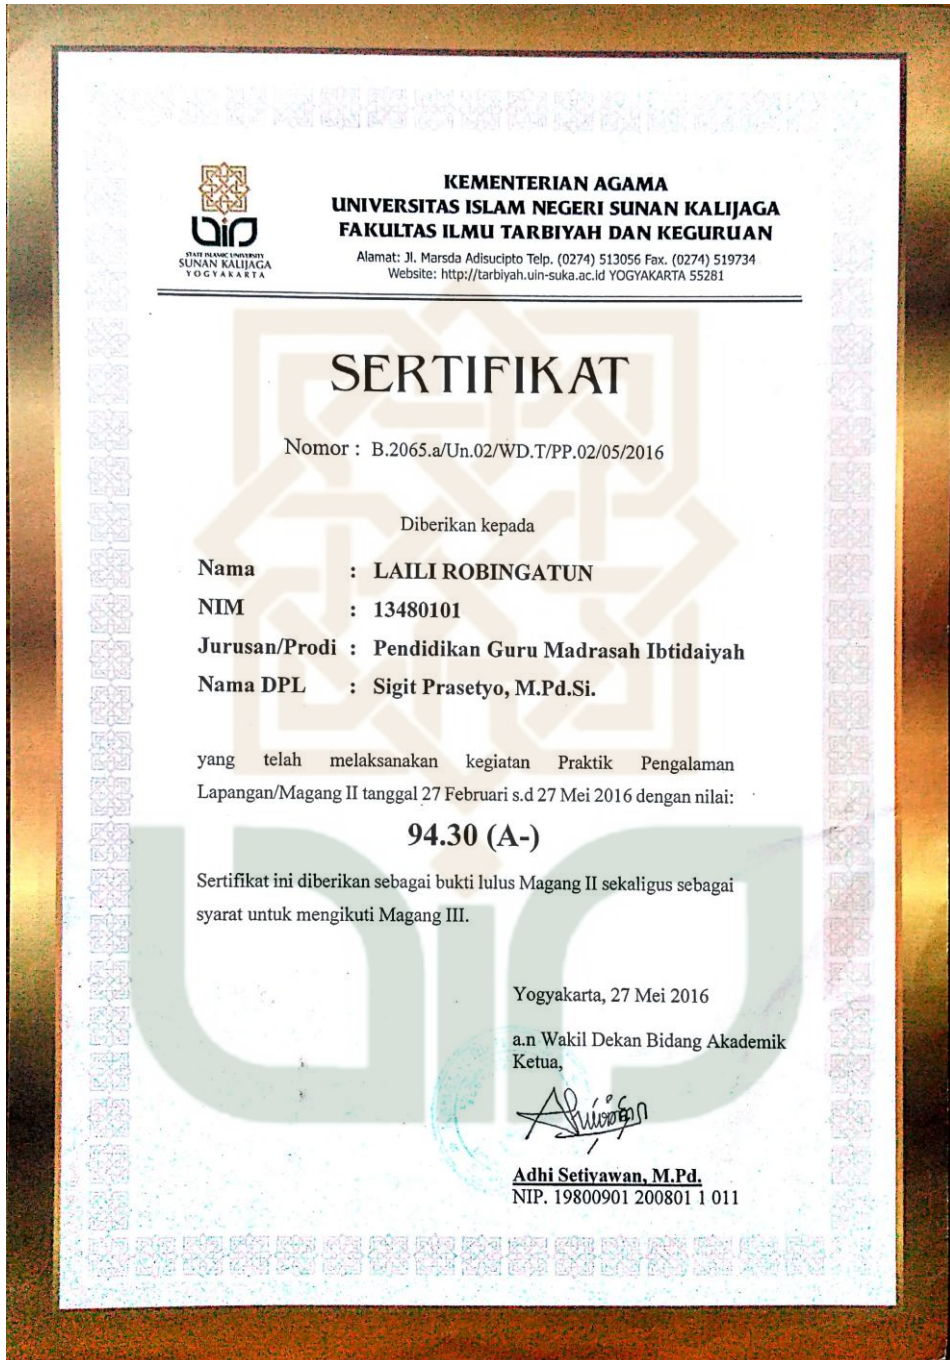 KEMENTERIAN AGAMA
UNIVERSITAS ISLAM NEGERI SUNAN KALIJAGA
FAKULTAS ILMU TARBIYAH DAN KEGURUAN
Alamat: Jl. Marsda Adisucipto Telp. (0274) 513056 Fax. (0274) 519734
Website: http://tarbiyah.uin-suka.ac.id YOGYAKARTA 55281
uin
STATE ISLAMIC UNIVERSITY
SUNAN KALIJAGA
YOGYAKARTA
SERTIFIKAT
Nomor : B.2065.a/Un.02/WD.T/PP.02/05/2016
Diberikan kepada
Nama : LAILI ROBINGATUN
NIM : 13480101
Jurusan/Prodi : Pendidikan Guru Madrasah Ibtidaiyah
Nama DPL : Sigit Prasetyo, M.Pd.Si.
yang telah melaksanakan kegiatan Praktik Pengalaman
Lapangan/Magang II tanggal 27 Februari s.d 27 Mei 2016 dengan nilai:
94.30 (A-)
Sertifikat ini diberikan sebagai bukti lulus Magang II sekaligus sebagai
syarat untuk mengikuti Magang III.
Yogyakarta, 27 Mei 2016
a.n Wakil Dekan Bidang Akademik
Ketua,
Adhi Setiyawan, M.Pd.
NIP. 19800901 200801 1 011